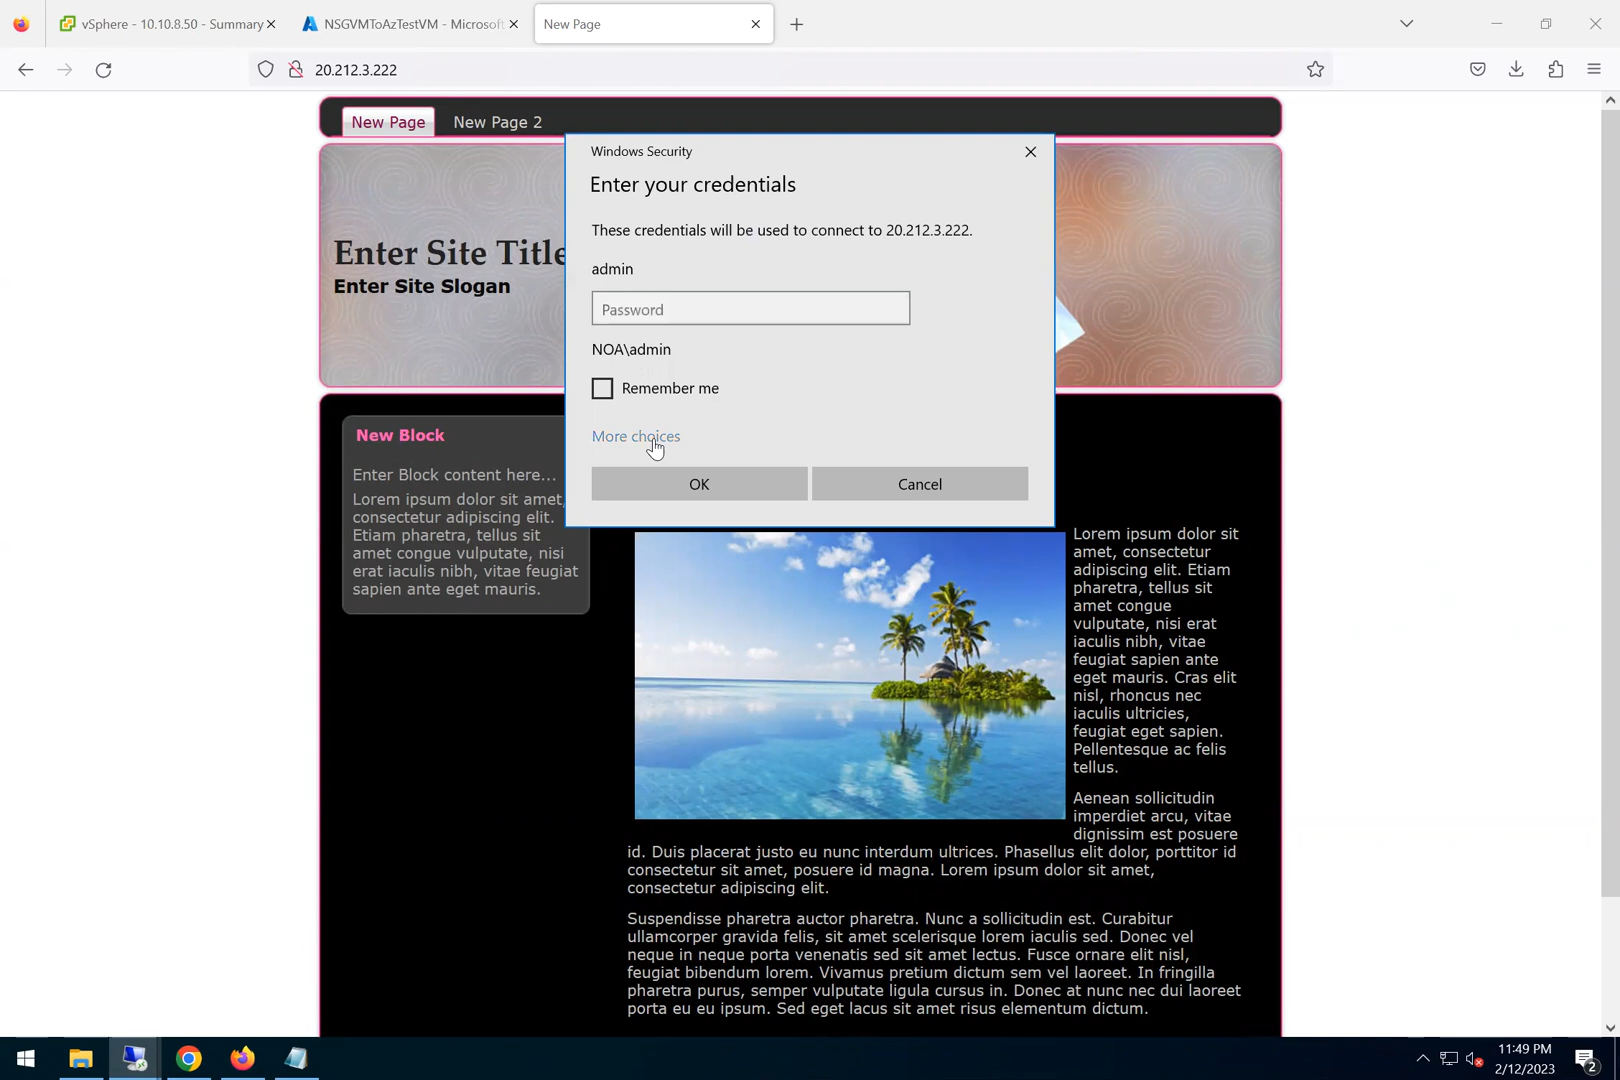 vSphere - 10.10.8.50 - Summary
NSGVMToAzTestVM - Microsoft
New Page
20.212.3.222
New Page
New Page 2
Enter Site Title
Enter Site Slogan
Windows Security
Enter your credentials
These credentials will be used to connect to 20.212.3.222.
admin
Password
NOA\admin
Remember me
More choices
OK
Cancel
New Block
Enter Block content here...
Lorem ipsum dolor sit amet,
consectetur adipiscing elit.
Etiam pharetra, tellus sit
amet congue vulputate, nisi
erat iaculis nibh, vitae feugiat
sapien ante eget mauris.
Lorem ipsum dolor sit
amet, consectetur
adipiscing elit. Etiam
pharetra, tellus sit
amet congue
vulputate, nisi erat
iaculis nibh, vitae
feugiat sapien ante
eget mauris. Cras elit
nisl, rhoncus nec
iaculis ultricies,
feugiat eget sapien.
Pellentesque ac felis
tellus.
Aenean sollicitudin
imperdiet arcu, vitae
dignissim est posuere
id. Duis placerat justo eu nunc interdum ultrices. Phasellus elit dolor, porttitor id
consectetur sit amet, posuere id magna. Lorem ipsum dolor sit amet,
consectetur adipiscing elit.
Suspendisse pharetra auctor pharetra. Nunc a sollicitudin est. Curabitur
ullamcorper gravida felis, sit amet scelerisque lorem iaculis sed. Donec vel
neque in neque porta venenatis sed sit amet lectus. Fusce ornare elit nisl,
feugiat bibendum lorem. Vivamus pretium dictum sem vel laoreet. In fringilla
pharetra purus, semper vulputate ligula cursus in. Donec at nunc nec dui laoreet
porta eu eu ipsum. Sed eget lacus sit amet risus elementum dictum.
11:49 PM
2/12/2023
2